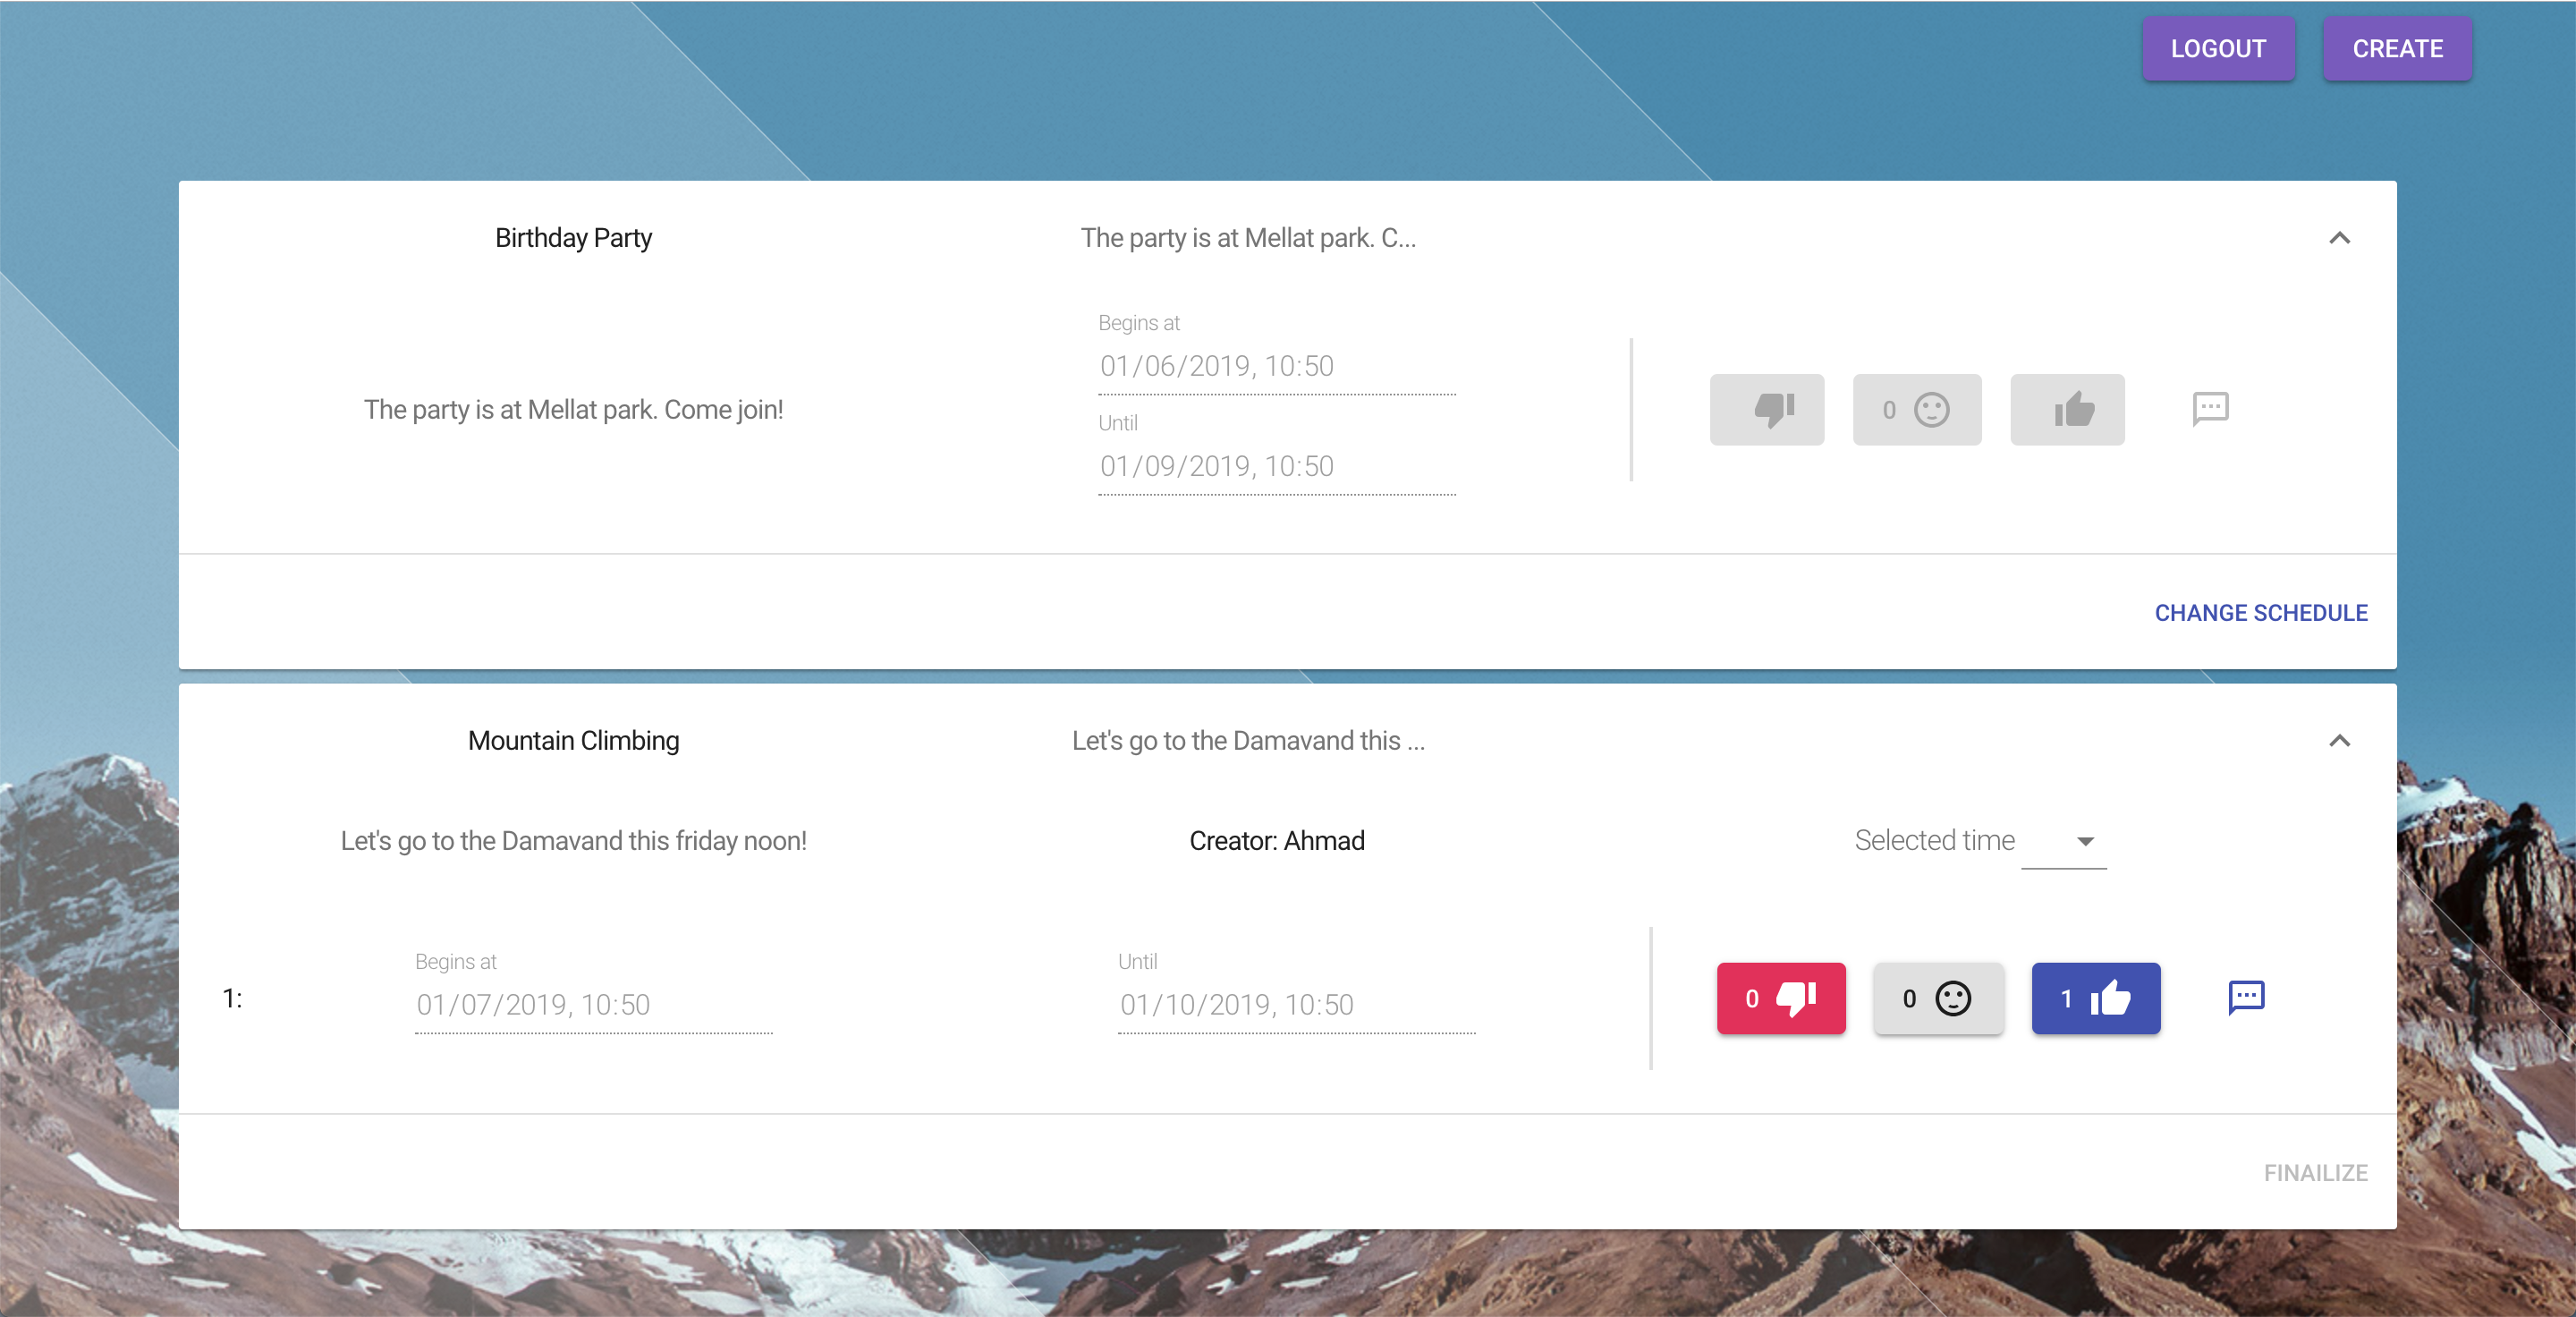 LOGOUT
CREATE
Birthday Party
The party is at Mellat park. C...
The party is at Mellat park. Come join!
Begins at
01/06/2019, 10:50
Until
01/09/2019, 10:50
0
CHANGE SCHEDULE
Mountain Climbing
Let's go to the Damavand this ...
Let's go to the Damavand this friday noon!
Creator: Ahmad
Selected time
1:
Begins at
01/07/2019, 10:50
Until
01/10/2019, 10:50
0
0
1
FINAILIZE